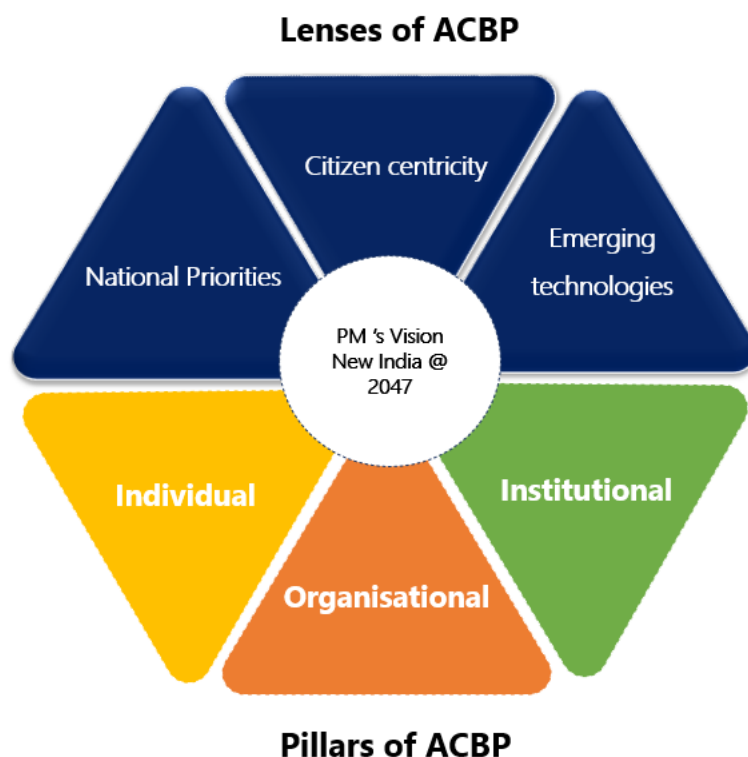 Lenses of ACBP
Citizen centricity
National Priorities
Emerging
technologies
PM ‘s Vision
New India @
2047
Individual
Organisational
Institutional
Pillars of ACBP